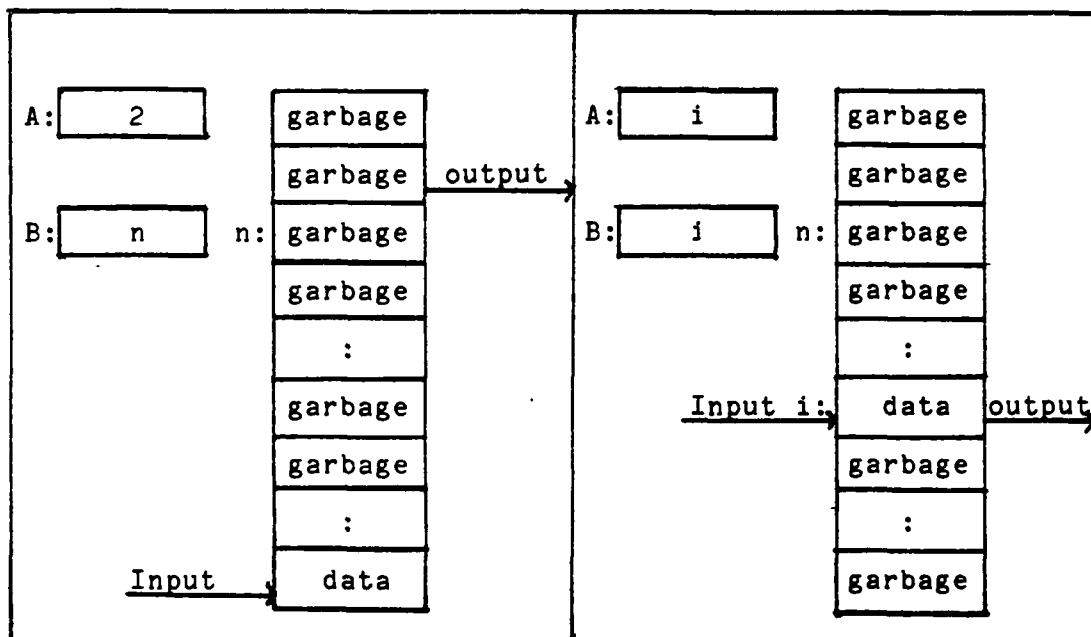 A: 2
garbage
garbage output
B: n n: garbage
garbage
:
garbage
garbage
:
Input data
A: i
garbage
garbage
B: i n: garbage
garbage
:
Input i: data output
garbage
:
garbage